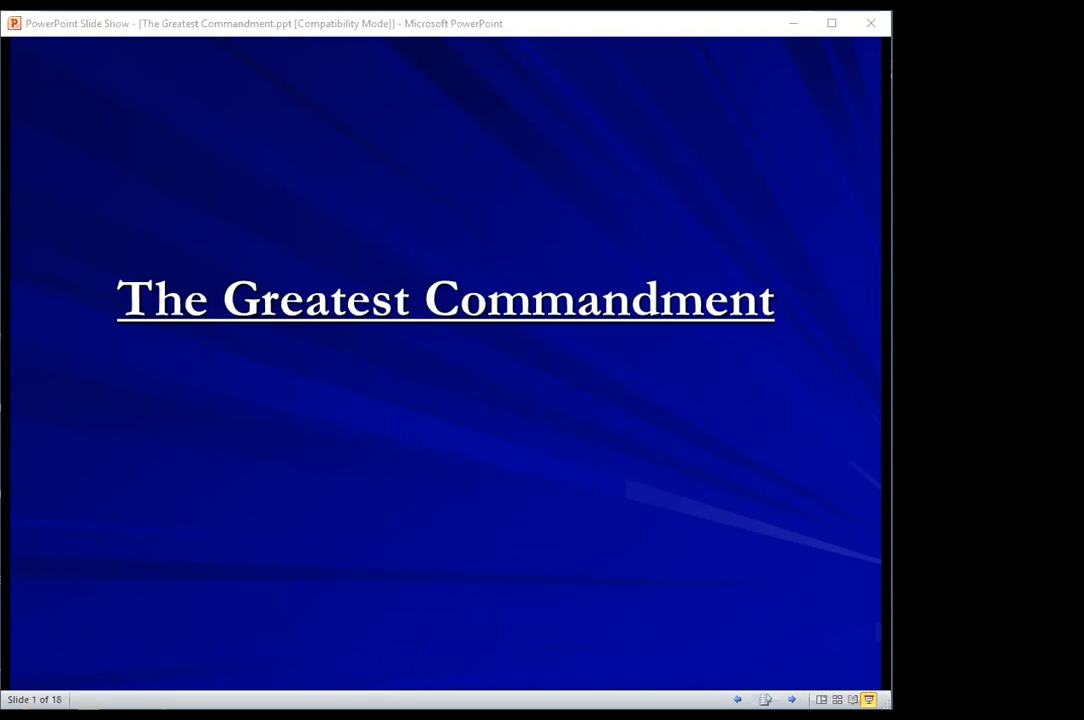 PowerPoint Slide Show - [The Greatest Commandment.ppt [Compatibility Mode]] - Microsoft PowerPoint
The Greatest Commandment
Slide 1 of 18